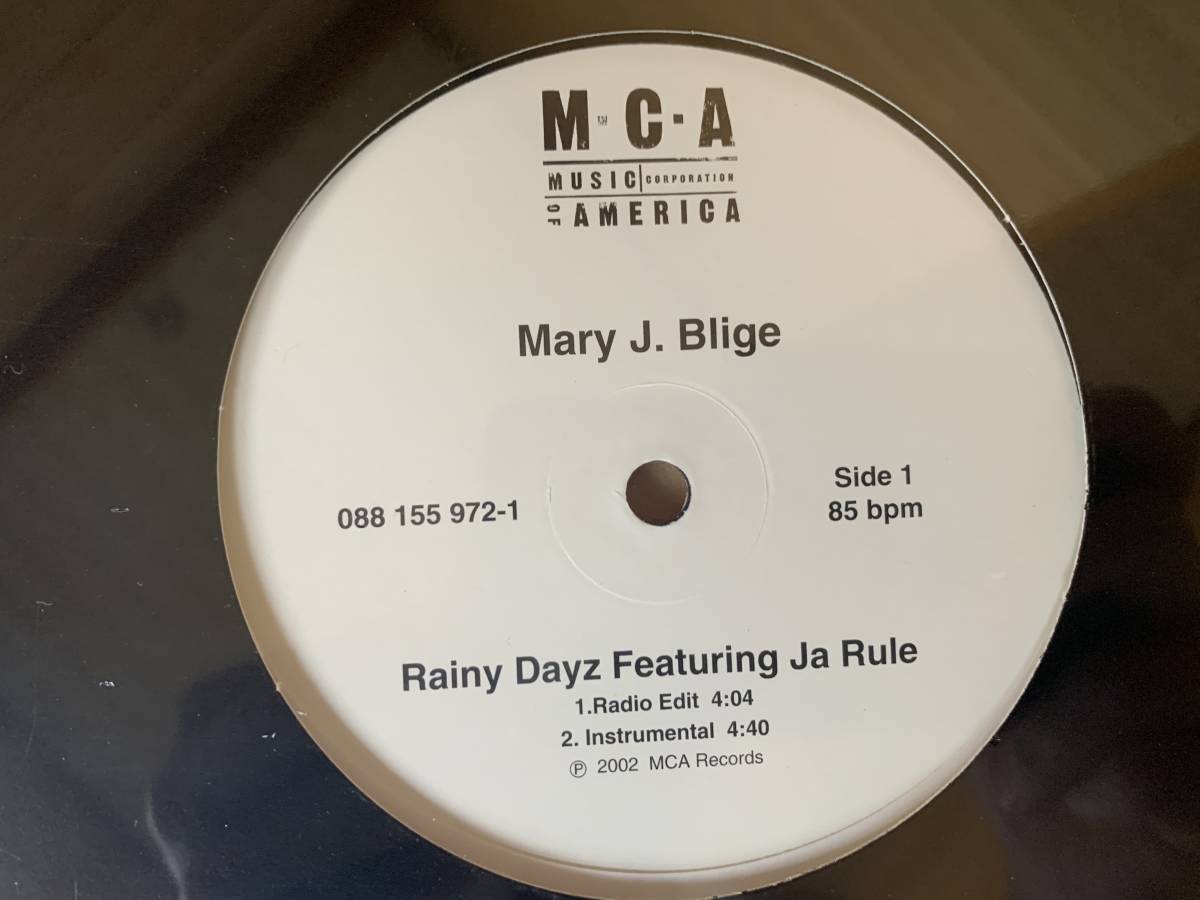 M™C·A
MUSIC CORPORATION
OF AMERICA
Mary J. Blige
088 155 972-1
Side 1
85 bpm
Rainy Dayz Featuring Ja Rule
1.Radio Edit 4:04
2. Instrumental 4:40
℗ 2002 MCA Records